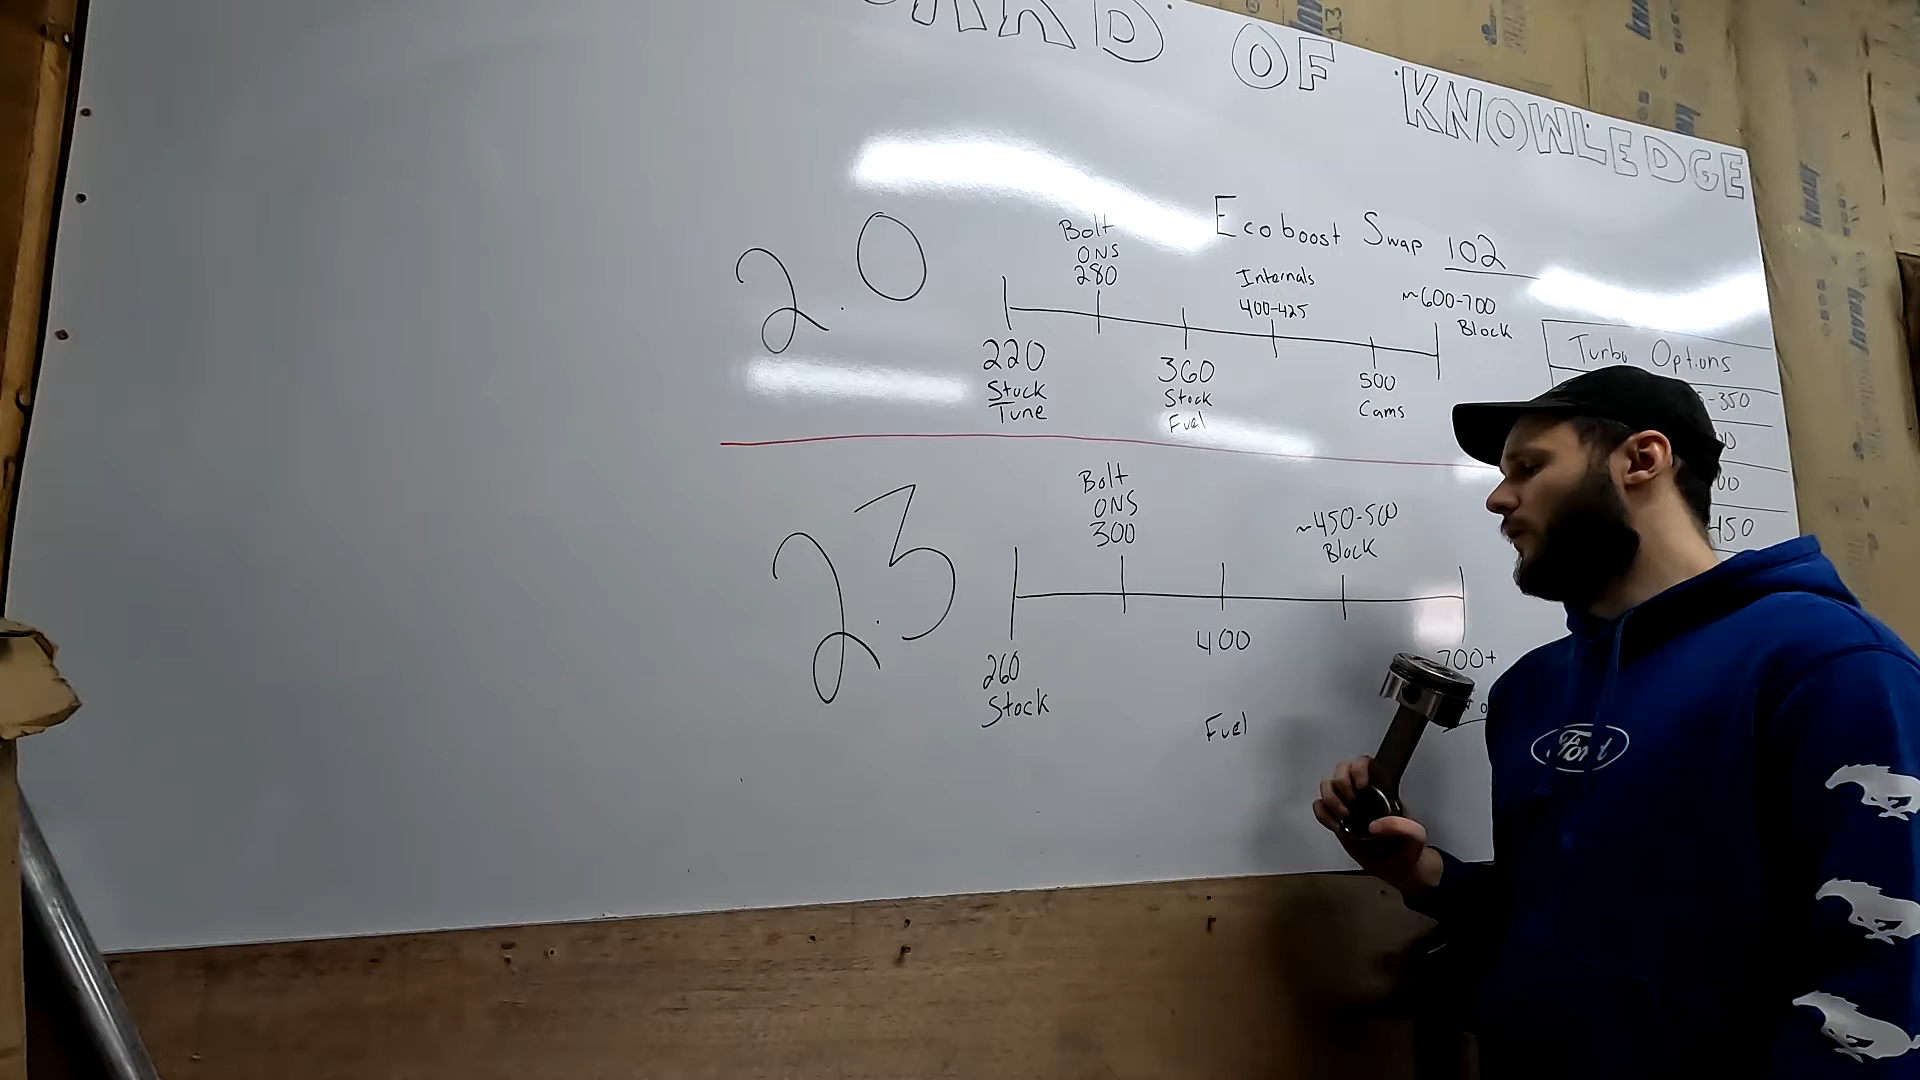 OF KNOWLEDGE
Ecoboost Swap 102
2.0
Bolt
ONS
280
Internals
400-425
~600-700
Block
220
Stock
Tune
360
Stock
Fuel
500
Cams
Turbo Options
-350
450
2.3
Bolt
ONS
300
~450-500
Block
260
Stock
400
Fuel
700+
Ford
knauf
knauf